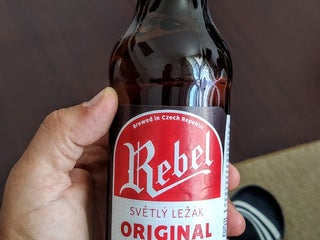 Brewed in Czech Republic
Rebel
SVĚTLÝ LEŽÁK
ORIGINAL